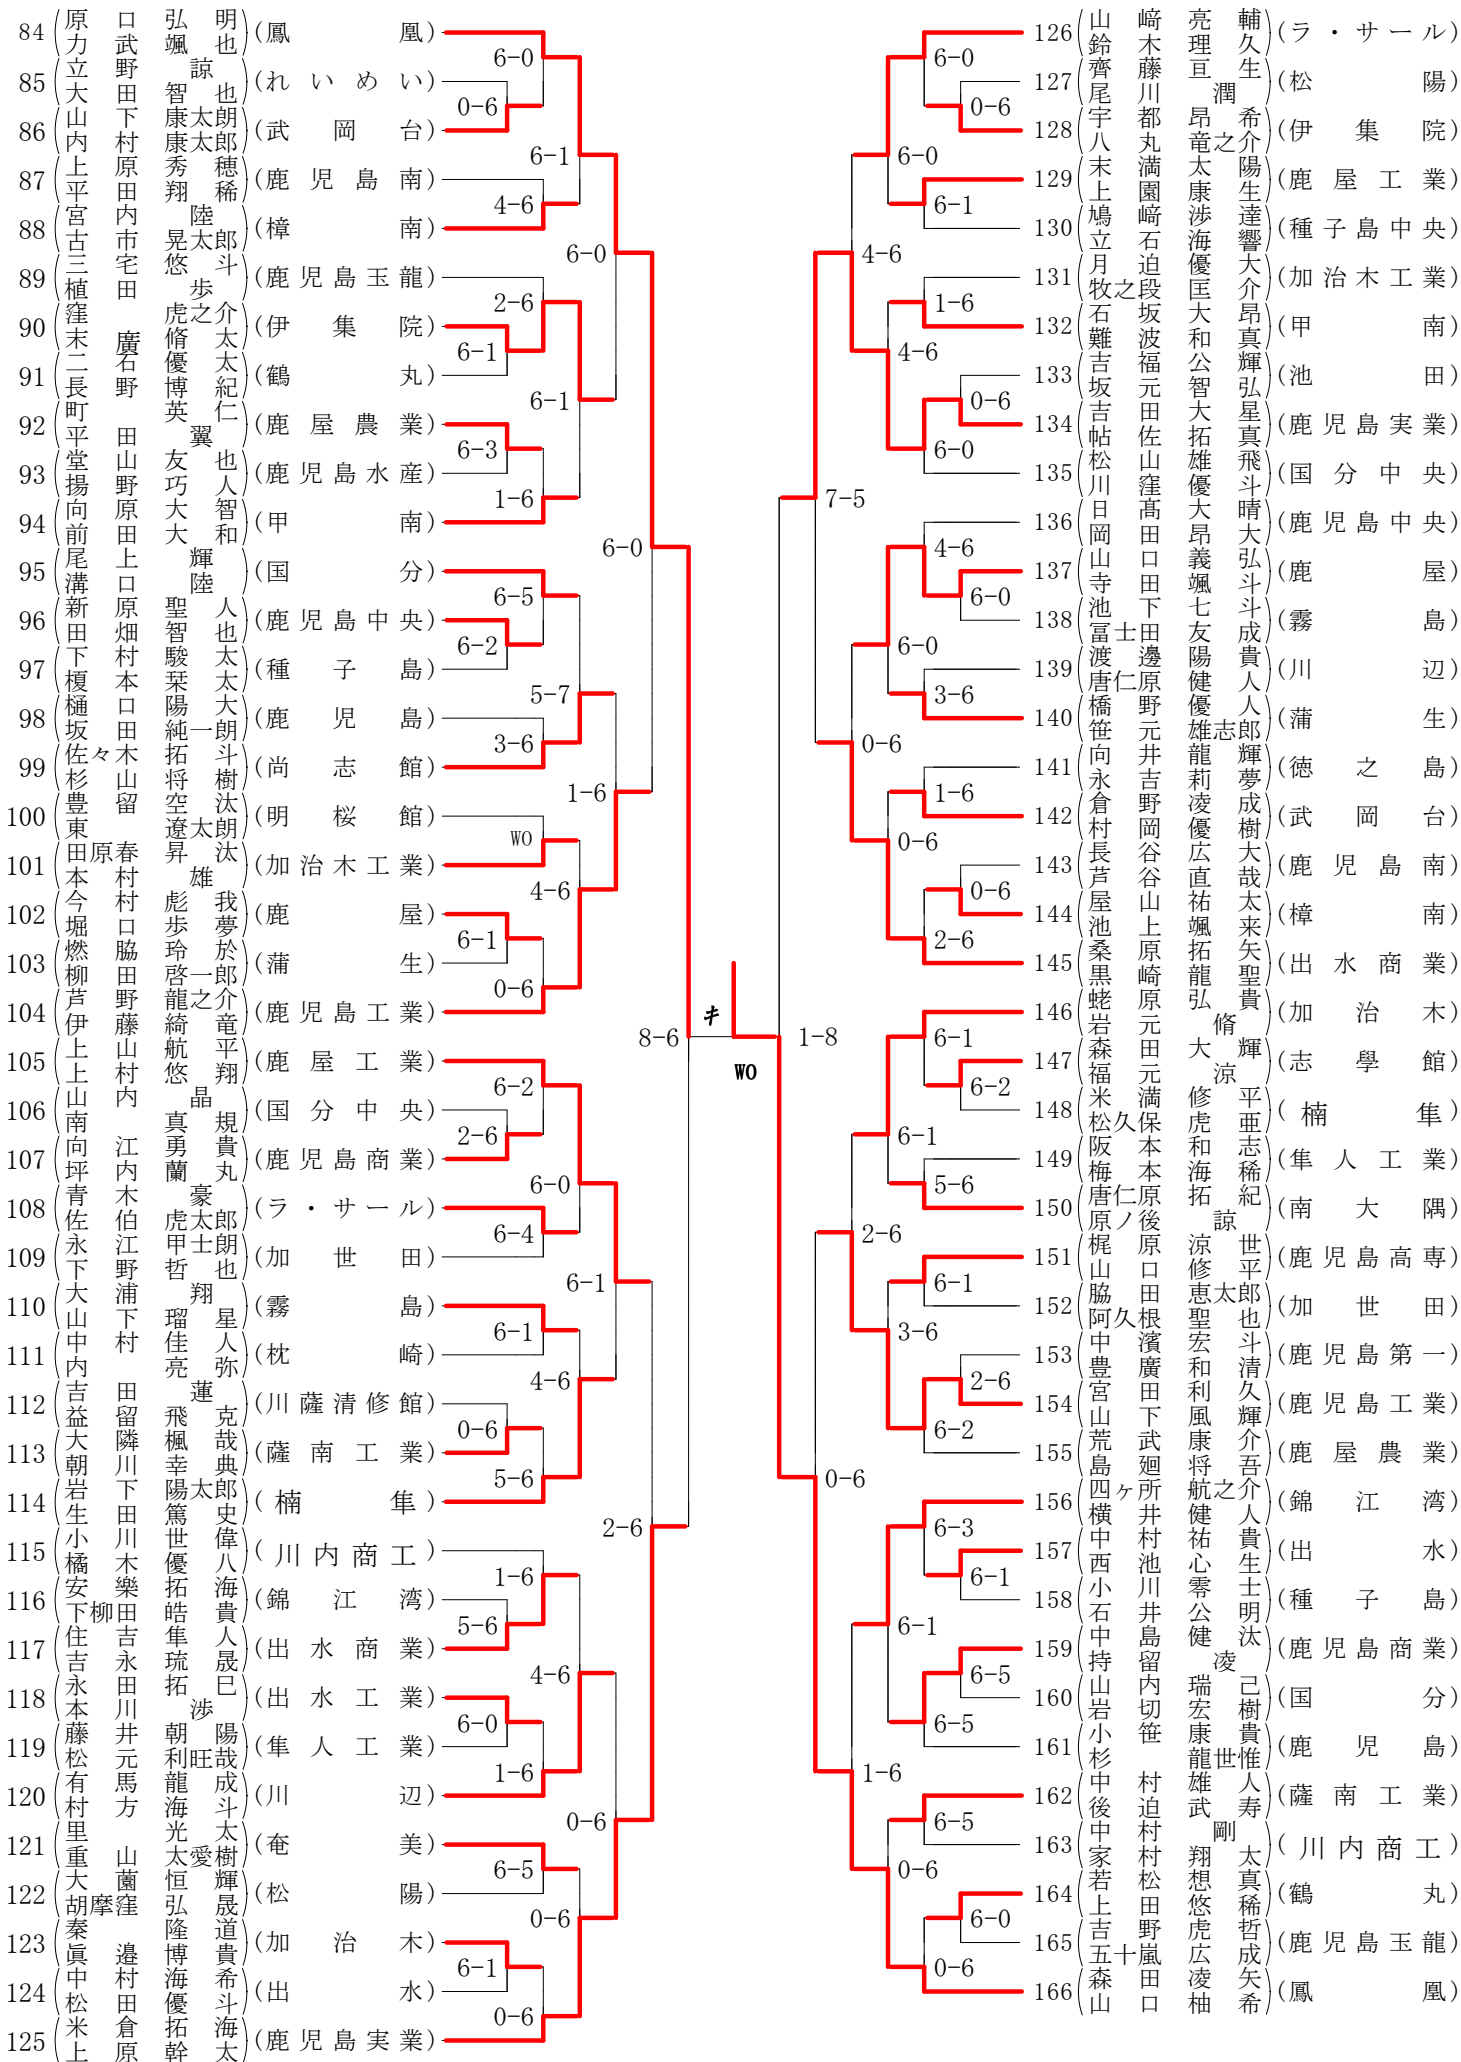 84 原口弘明 (鳳凰)
力武颯也
85 立野諒 (れいめい)
大田智也
86 山下康太朗 (武岡台)
内村康太郎
87 上原秀穂 (鹿児島南)
平田翔稀
88 宮内陸 (樟南)
古市晃太郎
89 三宅悠斗 (鹿児島玉龍)
植田歩
90 窪虎之介 (伊集院)
末廣脩太
91 二石優太 (鶴丸)
長野博紀
92 町英仁 (鹿屋農業)
平田翼
93 堂山友也 (鹿児島水産)
揚野巧人
94 向原大智 (甲南)
前田大和
95 尾上輝 (国分)
溝口陸
96 新原聖人 (鹿児島中央)
田畑智也
97 下村駿太 (種子島)
榎本栞太
98 樋口陽大 (鹿児島)
坂田純一朗
99 佐々木拓斗 (尚志館)
杉山将樹
100 豊留空汰 (明桜館)
東遼太朗
101 田原春昇汰 (加治木工業)
本村雄
102 今村彪我 (鹿屋)
堀口歩夢
103 燃脇玲於 (蒲生)
柳田啓一郎
104 芦野龍之介 (鹿児島工業)
伊藤綺竜
105 上山航平 (鹿屋工業)
上村悠翔
106 山内晶 (国分中央)
南真規
107 向江勇貴 (鹿児島商業)
坪内蘭丸
108 青木豪 (ラ・サール)
佐伯虎太郎
109 永江甲士朗 (加世田)
下野哲也
110 大浦翔 (霧島)
山下瑠星
111 中村佳人 (枕崎)
内亮弥
112 吉田蓮 (川薩清修館)
益留飛克
113 大隣楓哉 (薩南工業)
朝川幸典
114 岩下陽太郎 (楠隼)
生田篤史
115 小川世偉 (川内商工)
橘木優八
116 安樂拓海 (錦江湾)
下柳田皓貴
117 住吉隼人 (出水商業)
吉永琉晟
118 永田拓巳 (出水工業)
本川渉
119 藤井朝陽 (隼人工業)
松元利旺哉
120 有馬龍成 (川辺)
村方海斗
121 里光太 (奄美)
重山太愛樹
122 大薗恒輝 (松陽)
胡摩窪弘晟
123 秦隆道 (加治木)
眞邉博貴
124 中村海希 (出水)
松田優斗
125 米倉拓海 (鹿児島実業)
上原幹太
6-0
0-6
6-1
4-6
6-0
2-6
6-1
6-1
6-3
1-6
6-0
6-5
6-2
5-7
3-6
1-6
WO
4-6
6-1
0-6
8-6
6-2
2-6
6-0
6-4
6-1
6-1
4-6
0-6
5-6
2-6
1-6
5-6
4-6
6-0
1-6
0-6
6-5
0-6
6-1
0-6
キ
WO
1-8
126 山﨑亮輔 (ラ・サール)
鈴木理久
127 齊藤亘生 (松陽)
尾川潤
128 宇都昂希 (伊集院)
八丸竜之介
129 末満太陽 (鹿屋工業)
上園康生
130 鳩﨑渉達 (種子島中央)
立石海響
131 月迫優大 (加治木工業)
牧之段匡介
132 石坂大昂 (甲南)
難波和真
133 吉福公輝 (池田)
坂元智弘
134 吉田大星 (鹿児島実業)
帖佐拓真
135 松山雄飛 (国分中央)
川窪優斗
136 日髙大晴 (鹿児島中央)
岡田昂大
137 山口義弘 (鹿屋)
寺田颯斗
138 池下七斗 (霧島)
冨士田友成
139 渡邊陽貴 (川辺)
唐仁原健人
140 橋野優人 (蒲生)
笹元雄志郎
141 向井龍輝 (徳之島)
永吉莉夢
142 倉野凌成 (武岡台)
村岡優樹
143 長谷広大 (鹿児島南)
芦谷直哉
144 屋山祐太 (樟南)
池上颯来
145 桑原拓矢 (出水商業)
黒崎龍聖
146 蛯原弘貴 (加治木)
岩元脩
147 森田大輝 (志學館)
福元涼
148 米満修平 (楠隼)
松久保虎亜
149 阪本和志 (隼人工業)
梅本海稀
150 唐仁原拓紀 (南大隅)
原ノ後諒
151 梶原涼世 (鹿児島高専)
山口修平
152 脇田恵太郎 (加世田)
阿久根聖也
153 中濱宏斗 (鹿児島第一)
豊廣和清
154 宮田利久 (鹿児島工業)
山下風輝
155 荒武康介 (鹿屋農業)
島廻将吾
156 四ヶ所航之介 (錦江湾)
横井健人
157 中村祐貴 (出水)
西池心生
158 小川零士 (種子島)
石井公明
159 中島健汰 (鹿児島商業)
持留凌
160 山内瑞己 (国分)
岩切宏樹
161 小笹康貴 (鹿児島)
杉龍世惟
162 中村雄人 (薩南工業)
後迫武寿
163 中村剛 (川内商工)
家村翔太
164 若松想真 (鶴丸)
上田悠稀
165 吉野虎哲 (鹿児島玉龍)
五十嵐広成
166 森田凌矢 (鳳凰)
山口柚希
6-0
0-6
6-0
6-1
4-6
1-6
4-6
0-6
6-0
7-5
4-6
6-0
6-0
3-6
0-6
1-6
0-6
0-6
2-6
6-1
6-2
6-1
5-6
2-6
6-1
3-6
2-6
6-2
0-6
6-3
6-1
6-1
6-5
6-5
1-6
6-5
0-6
6-0
0-6